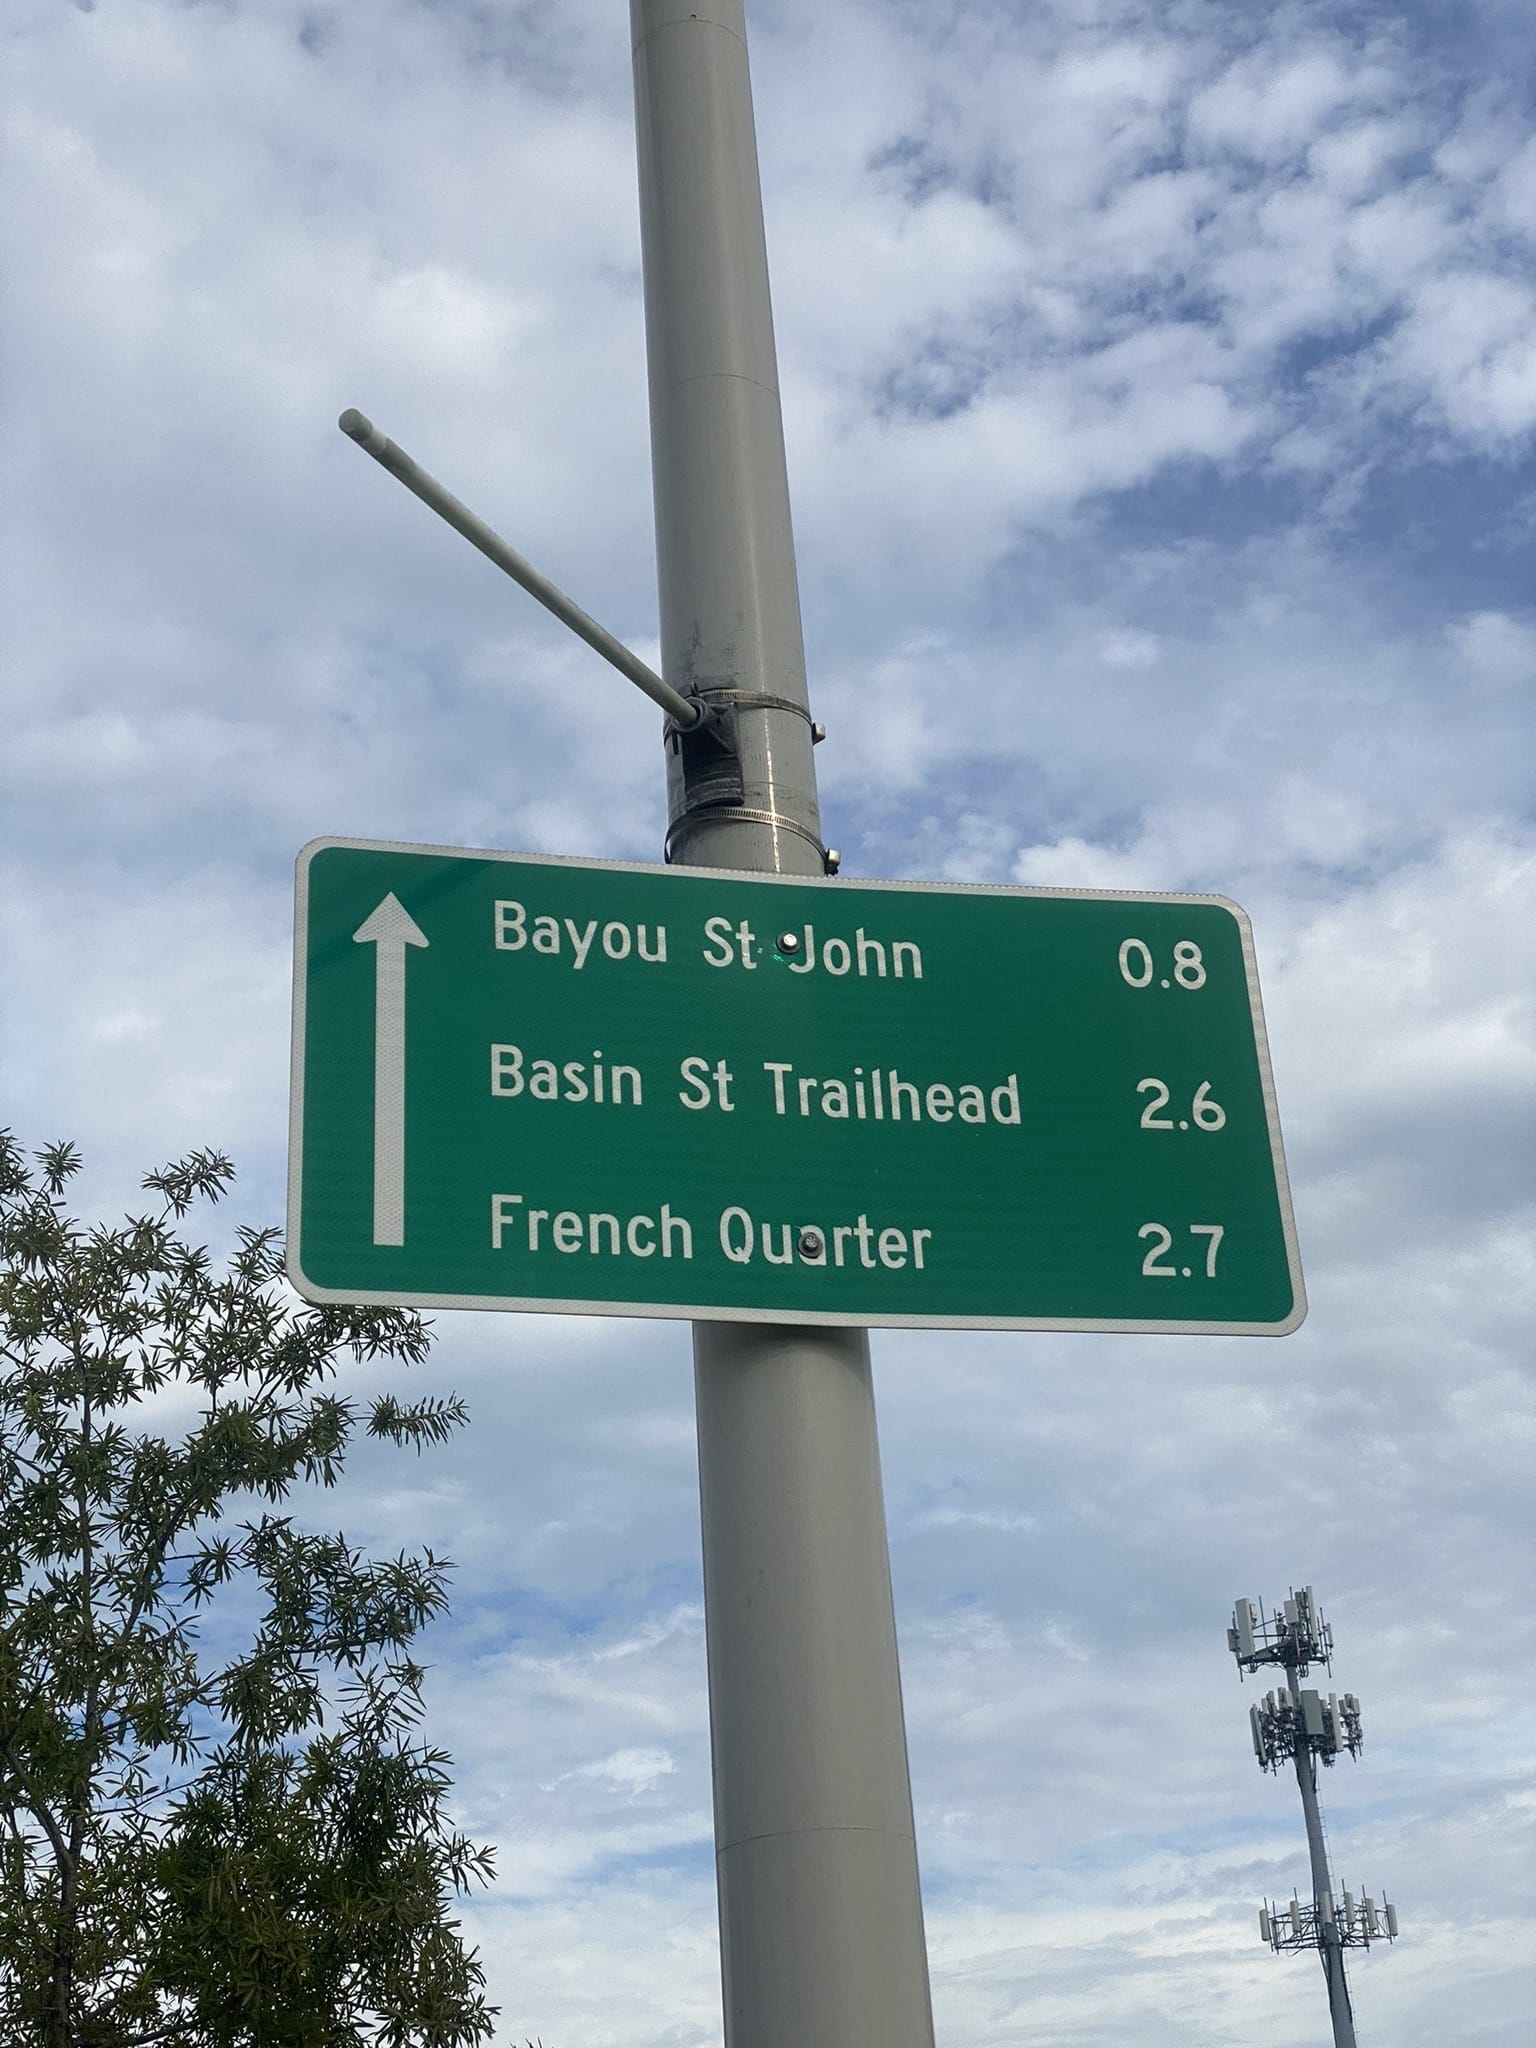 Bayou St John 0.8
Basin St Trailhead 2.6
French Quarter 2.7